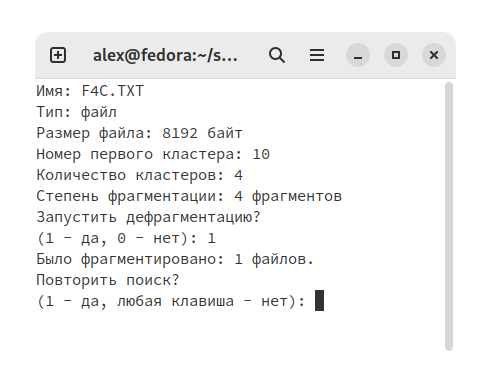 alex@fedora:~/s...
Имя: F4C.TXT
Тип: файл
Размер файла: 8192 байт
Номер первого кластера: 10
Количество кластеров: 4
Степень фрагментации: 4 фрагментов
Запустить дефрагментацию?
(1 - да, 0 - нет): 1
Было фрагментировано: 1 файлов.
Повторить поиск?
(1 - да, любая клавиша - нет):